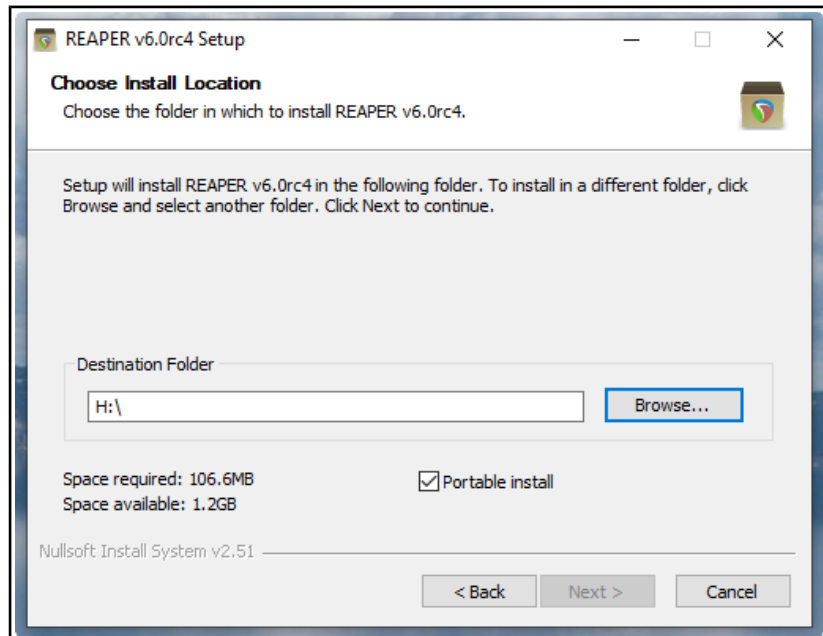 REAPER v6.0rc4 Setup
Choose Install Location
Choose the folder in which to install REAPER v6.0rc4.
Setup will install REAPER v6.0rc4 in the following folder. To install in a different folder, click
Browse and select another folder. Click Next to continue.
Destination Folder
H:\
Browse...
Space required: 106.6MB
Portable install
Space available: 1.2GB
Nullsoft Install System v2.51
< Back
Next >
Cancel